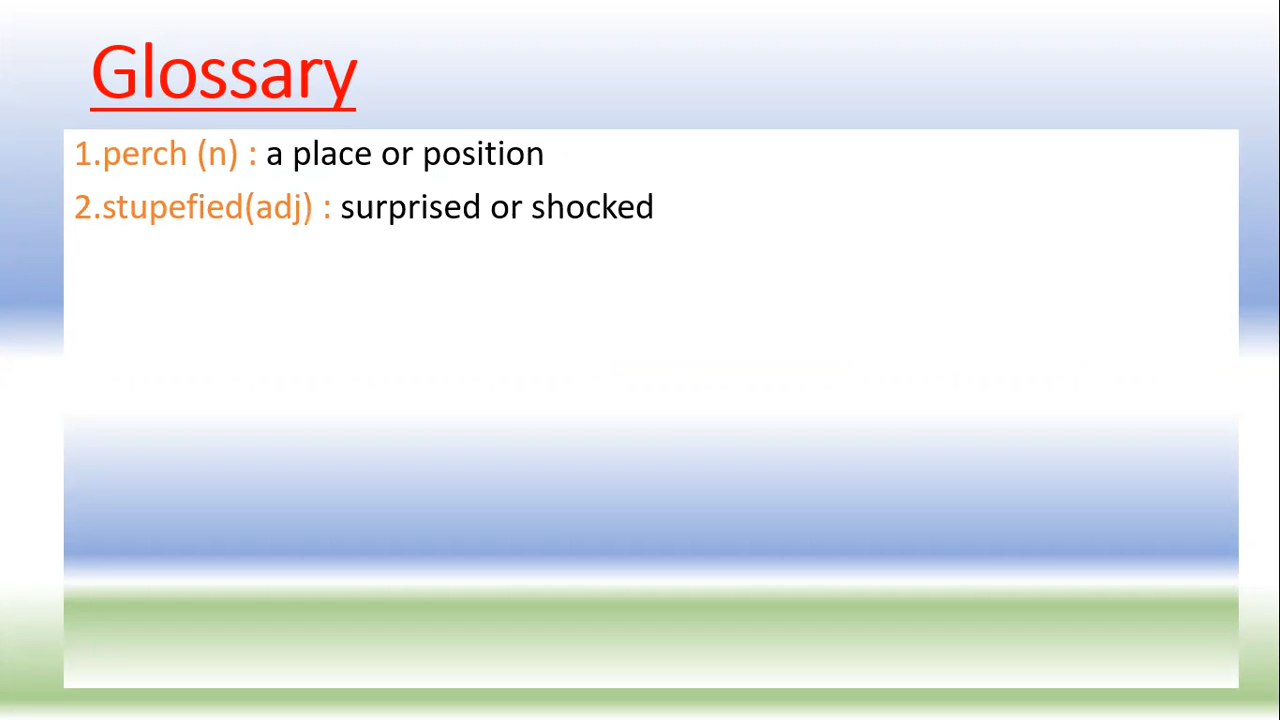 Glossary
1.perch (n) : a place or position
2.stupefied(adj) : surprised or shocked